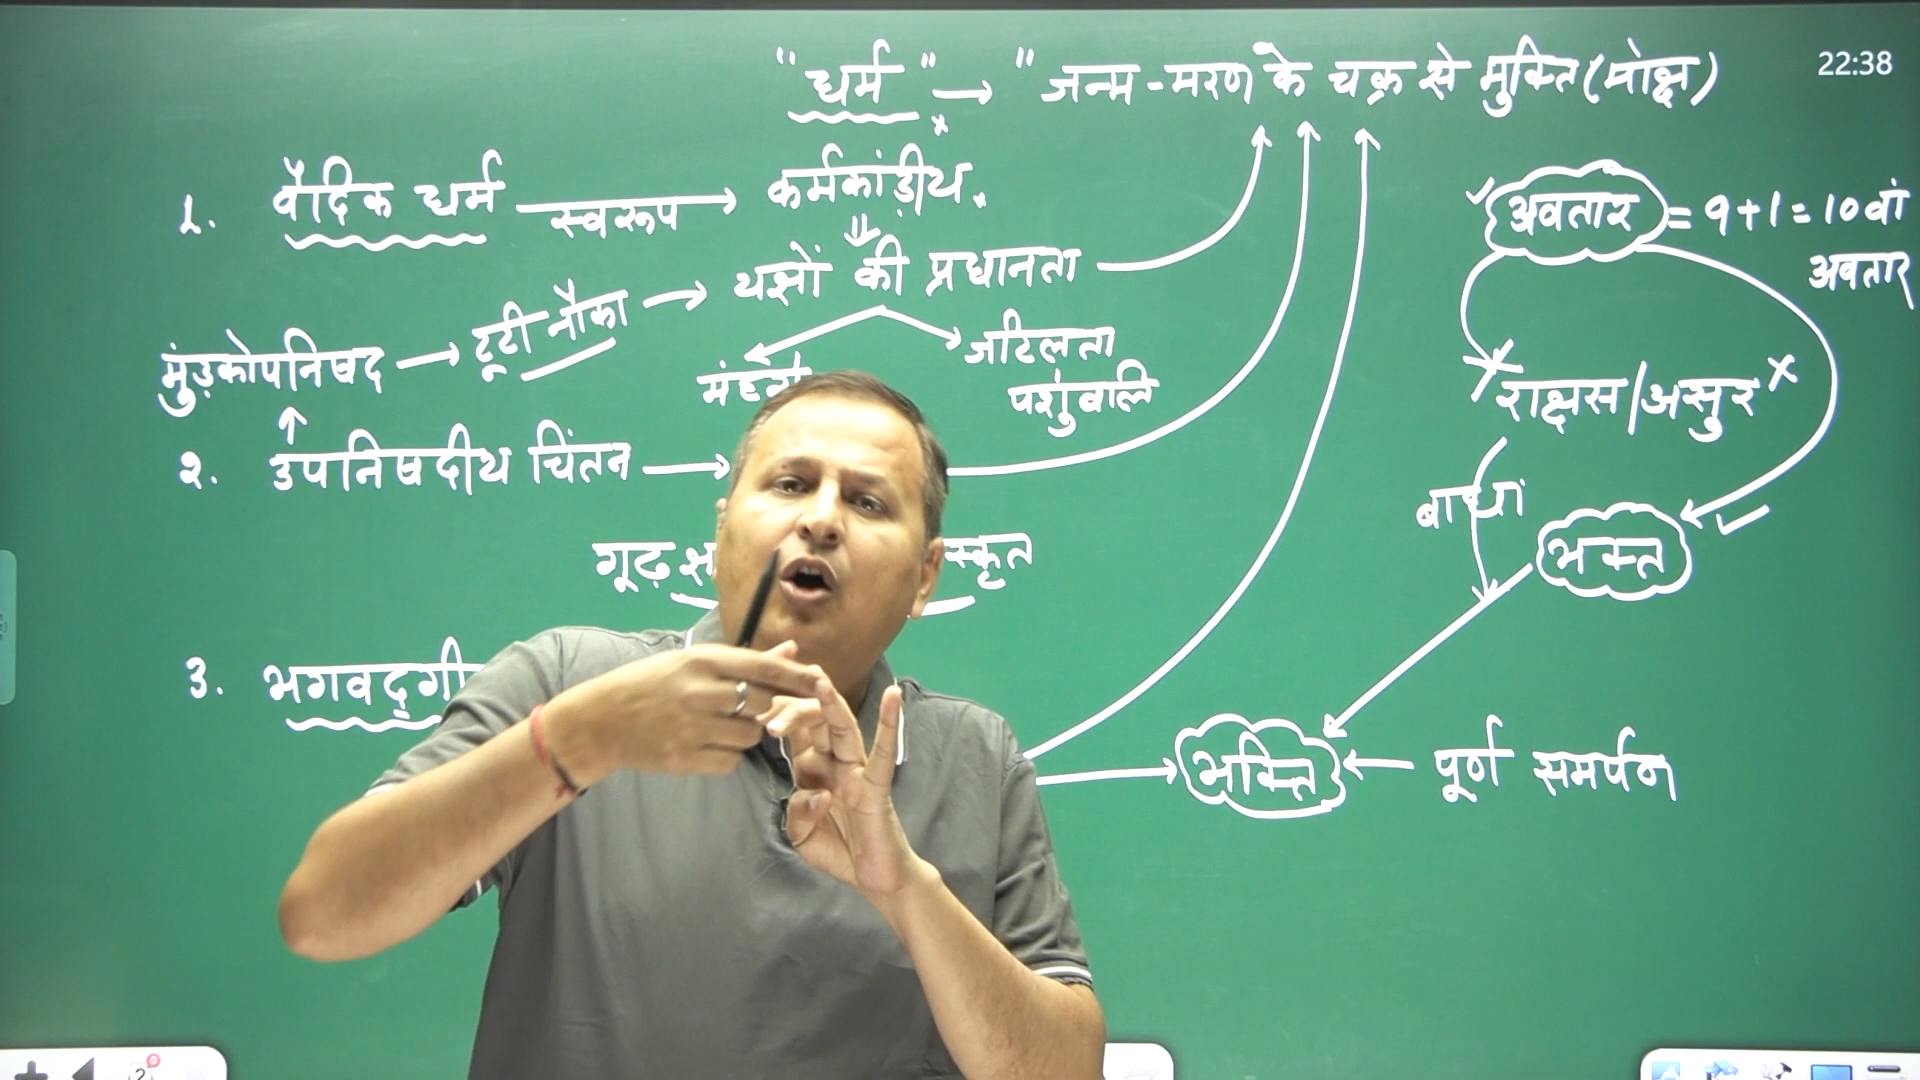 "धर्म" → "जन्म-मरण के चक्र से मुक्ति (मोक्ष)
22:38
1. वैदिक धर्म स्वरूप → कर्मकांडीय
यज्ञों की प्रधानता
मुंडकोपनिषद → टूटी नौका →
जटिलता
पशुबलि
2. उपनिषदीय चिंतन →
गूढ़
स्कृत
3. भगवद्गी
अवतार = 9+1=10वां
अवतार
राक्षस/असुर
बाधा
भक्त
भक्ति ← पूर्ण समर्पण
2